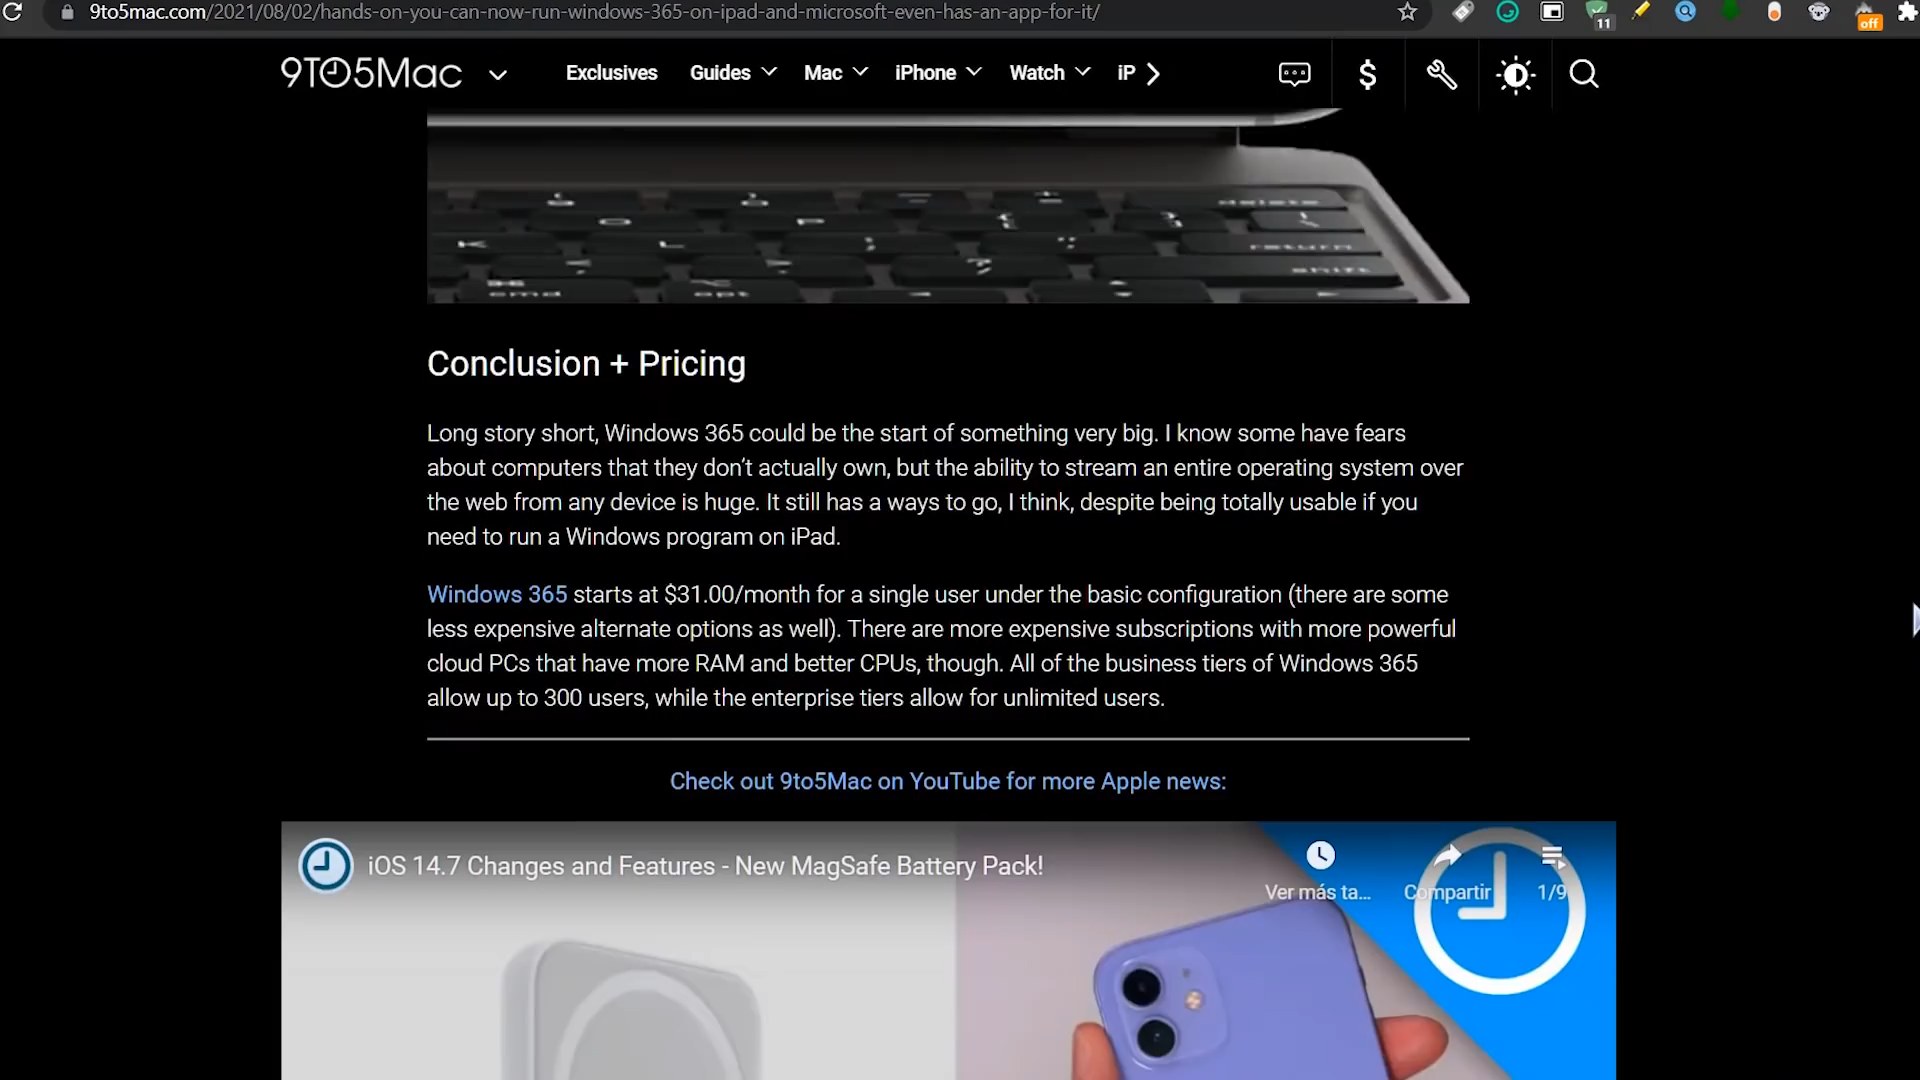 9to5mac.com/2021/08/02/hands-on-you-can-now-run-windows-365-on-ipad-and-microsoft-even-has-an-app-for-it/
11
off
9TO5Mac
Exclusives
Guides
Mac
iPhone
Watch
iP
$
delete
O
P
K
L
return
shift
cmd
opt
Conclusion + Pricing
Long story short, Windows 365 could be the start of something very big. I know some have fears
about computers that they don't actually own, but the ability to stream an entire operating system over
the web from any device is huge. It still has a ways to go, I think, despite being totally usable if you
need to run a Windows program on iPad.
Windows 365 starts at $31.00/month for a single user under the basic configuration (there are some
less expensive alternate options as well). There are more expensive subscriptions with more powerful
cloud PCs that have more RAM and better CPUs, though. All of the business tiers of Windows 365
allow up to 300 users, while the enterprise tiers allow for unlimited users.
Check out 9to5Mac on YouTube for more Apple news:
iOS 14.7 Changes and Features - New MagSafe Battery Pack!
Ver más ta...
Compartir
1/9